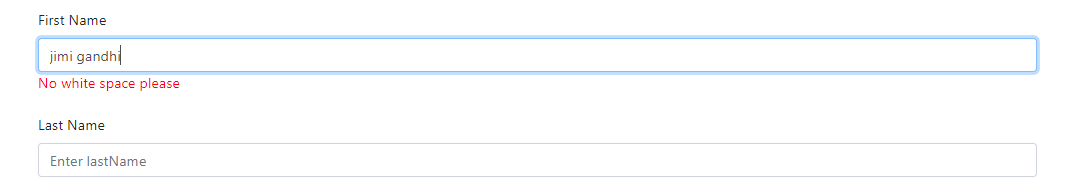 First Name
jimi gandhi
No white space please
Last Name
Enter lastName